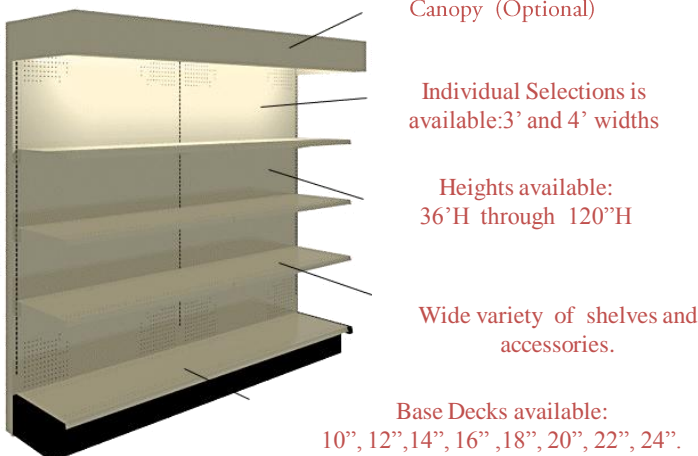 Canopy (Optional)
Individual Selections is
available:3’ and 4’ widths
Heights available:
36’H through 120”H
Wide variety of shelves and
accessories.
Base Decks available:
10”, 12”,14”, 16” ,18”, 20”, 22”, 24”.